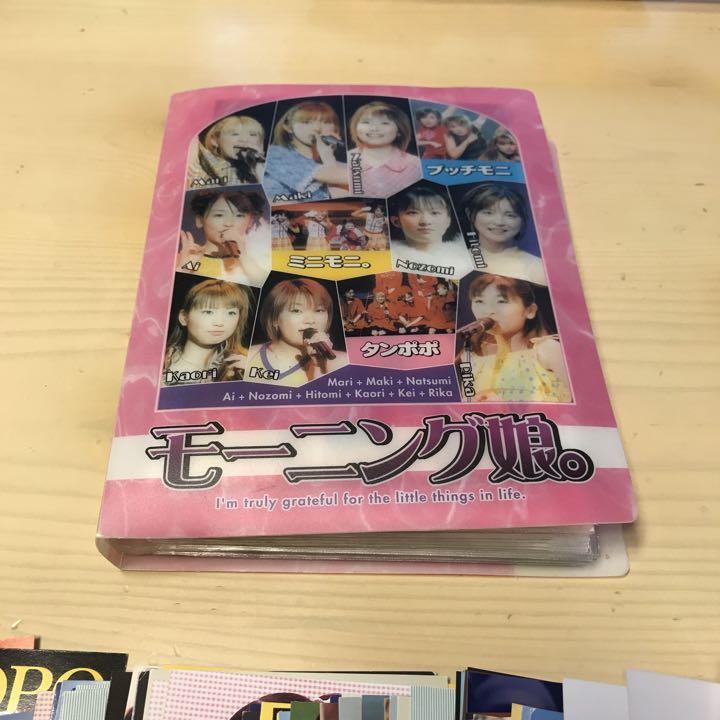 Mari
Maki
Natsumi
プッチモニ
Ai
ミニモニ。
Nozomi
Hitomi
Kaori
Kei
タンポポ
Rika
Mari + Maki + Natsumi
Ai + Nozomi + Hitomi + Kaori + Kei + Rika
モーニング娘。
I'm truly grateful for the little things in life.
OPO